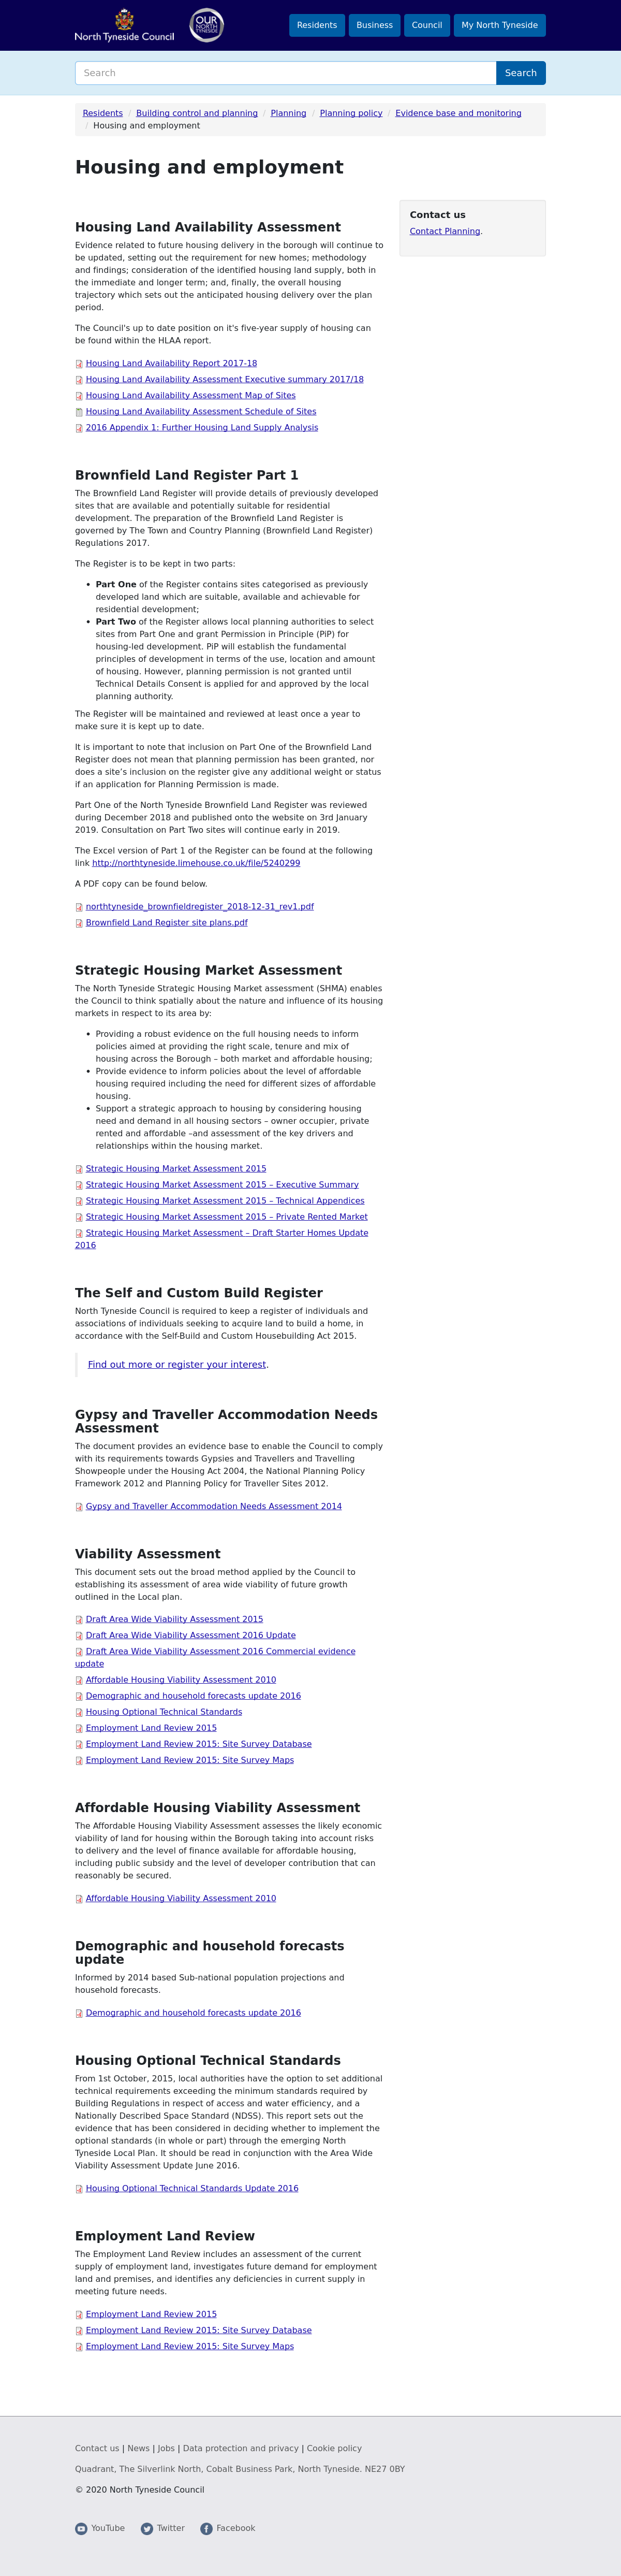 North Tyneside Council
OUR
NORTH
TYNESIDE
Residents
Business
Council
My North Tyneside
Search
Search
Residents / Building control and planning / Planning / Planning policy / Evidence base and monitoring
/ Housing and employment
Housing and employment
Contact us
Contact Planning.
Housing Land Availability Assessment
Evidence related to future housing delivery in the borough will continue to
be updated, setting out the requirement for new homes; methodology
and findings; consideration of the identified housing land supply, both in
the immediate and longer term; and, finally, the overall housing
trajectory which sets out the anticipated housing delivery over the plan
period.
The Council's up to date position on it's five-year supply of housing can
be found within the HLAA report.
Housing Land Availability Report 2017-18
Housing Land Availability Assessment Executive summary 2017/18
Housing Land Availability Assessment Map of Sites
Housing Land Availability Assessment Schedule of Sites
2016 Appendix 1: Further Housing Land Supply Analysis
Brownfield Land Register Part 1
The Brownfield Land Register will provide details of previously developed
sites that are available and potentially suitable for residential
development. The preparation of the Brownfield Land Register is
governed by The Town and Country Planning (Brownfield Land Register)
Regulations 2017.
The Register is to be kept in two parts:
• Part One of the Register contains sites categorised as previously
developed land which are suitable, available and achievable for
residential development;
• Part Two of the Register allows local planning authorities to select
sites from Part One and grant Permission in Principle (PiP) for
housing-led development. PiP will establish the fundamental
principles of development in terms of the use, location and amount
of housing. However, planning permission is not granted until
Technical Details Consent is applied for and approved by the local
planning authority.
The Register will be maintained and reviewed at least once a year to
make sure it is kept up to date.
It is important to note that inclusion on Part One of the Brownfield Land
Register does not mean that planning permission has been granted, nor
does a site’s inclusion on the register give any additional weight or status
if an application for Planning Permission is made.
Part One of the North Tyneside Brownfield Land Register was reviewed
during December 2018 and published onto the website on 3rd January
2019. Consultation on Part Two sites will continue early in 2019.
The Excel version of Part 1 of the Register can be found at the following
link http://northtyneside.limehouse.co.uk/file/5240299
A PDF copy can be found below.
northtyneside_brownfieldregister_2018-12-31_rev1.pdf
Brownfield Land Register site plans.pdf
Strategic Housing Market Assessment
The North Tyneside Strategic Housing Market assessment (SHMA) enables
the Council to think spatially about the nature and influence of its housing
markets in respect to its area by:
• Providing a robust evidence on the full housing needs to inform
policies aimed at providing the right scale, tenure and mix of
housing across the Borough – both market and affordable housing;
• Provide evidence to inform policies about the level of affordable
housing required including the need for different sizes of affordable
housing.
• Support a strategic approach to housing by considering housing
need and demand in all housing sectors – owner occupier, private
rented and affordable –and assessment of the key drivers and
relationships within the housing market.
Strategic Housing Market Assessment 2015
Strategic Housing Market Assessment 2015 – Executive Summary
Strategic Housing Market Assessment 2015 – Technical Appendices
Strategic Housing Market Assessment 2015 – Private Rented Market
Strategic Housing Market Assessment – Draft Starter Homes Update
2016
The Self and Custom Build Register
North Tyneside Council is required to keep a register of individuals and
associations of individuals seeking to acquire land to build a home, in
accordance with the Self-Build and Custom Housebuilding Act 2015.
Find out more or register your interest.
Gypsy and Traveller Accommodation Needs
Assessment
The document provides an evidence base to enable the Council to comply
with its requirements towards Gypsies and Travellers and Travelling
Showpeople under the Housing Act 2004, the National Planning Policy
Framework 2012 and Planning Policy for Traveller Sites 2012.
Gypsy and Traveller Accommodation Needs Assessment 2014
Viability Assessment
This document sets out the broad method applied by the Council to
establishing its assessment of area wide viability of future growth
outlined in the Local plan.
Draft Area Wide Viability Assessment 2015
Draft Area Wide Viability Assessment 2016 Update
Draft Area Wide Viability Assessment 2016 Commercial evidence
update
Affordable Housing Viability Assessment 2010
Demographic and household forecasts update 2016
Housing Optional Technical Standards
Employment Land Review 2015
Employment Land Review 2015: Site Survey Database
Employment Land Review 2015: Site Survey Maps
Affordable Housing Viability Assessment
The Affordable Housing Viability Assessment assesses the likely economic
viability of land for housing within the Borough taking into account risks
to delivery and the level of finance available for affordable housing,
including public subsidy and the level of developer contribution that can
reasonably be secured.
Affordable Housing Viability Assessment 2010
Demographic and household forecasts
update
Informed by 2014 based Sub-national population projections and
household forecasts.
Demographic and household forecasts update 2016
Housing Optional Technical Standards
From 1st October, 2015, local authorities have the option to set additional
technical requirements exceeding the minimum standards required by
Building Regulations in respect of access and water efficiency, and a
Nationally Described Space Standard (NDSS). This report sets out the
evidence that has been considered in deciding whether to implement the
optional standards (in whole or part) through the emerging North
Tyneside Local Plan. It should be read in conjunction with the Area Wide
Viability Assessment Update June 2016.
Housing Optional Technical Standards Update 2016
Employment Land Review
The Employment Land Review includes an assessment of the current
supply of employment land, investigates future demand for employment
land and premises, and identifies any deficiencies in current supply in
meeting future needs.
Employment Land Review 2015
Employment Land Review 2015: Site Survey Database
Employment Land Review 2015: Site Survey Maps
Contact us | News | Jobs | Data protection and privacy | Cookie policy
Quadrant, The Silverlink North, Cobalt Business Park, North Tyneside. NE27 0BY
© 2020 North Tyneside Council
YouTube
Twitter
Facebook